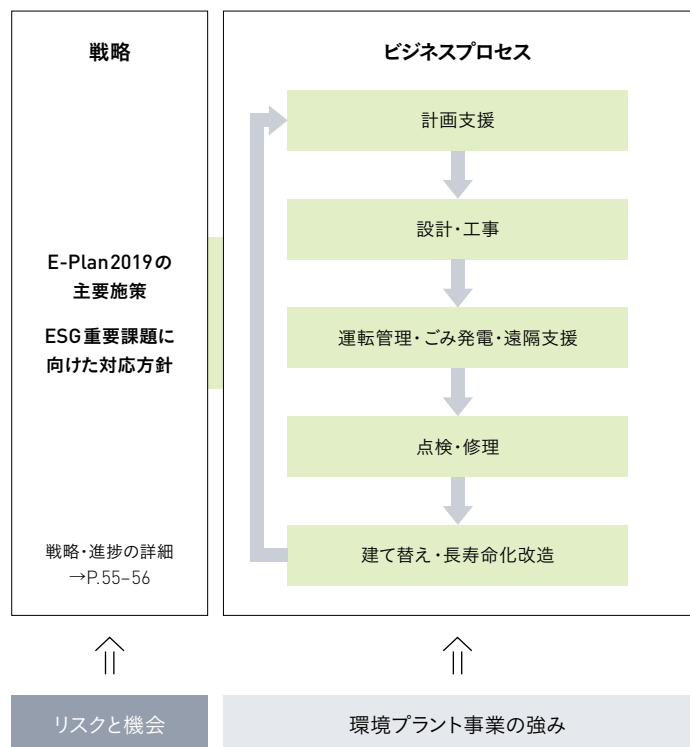 戦略
E-Plan2019の
主要施策
ESG重要課題に
向けた対応方針
戦略・進捗の詳細
→P.55–56
ビジネスプロセス
計画支援
設計・工事
運転管理・ごみ発電・遠隔支援
点検・修理
建て替え・長寿命化改造
リスクと機会
環境プラント事業の強み